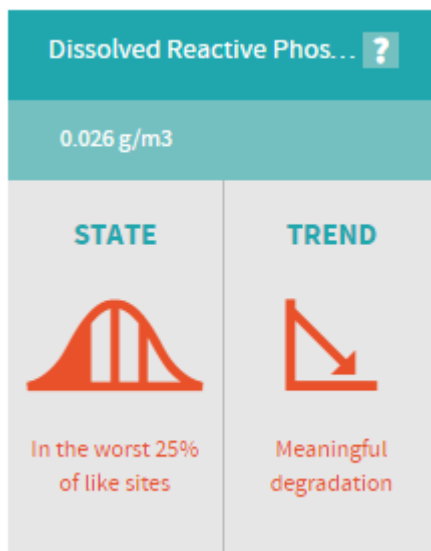 Dissolved Reactive Phos... ?
0.026 g/m3
STATE
TREND
In the worst 25%
of like sites
Meaningful
degradation